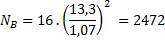 N_B = 16 . (13,3 / 1,07)^2 = 2472